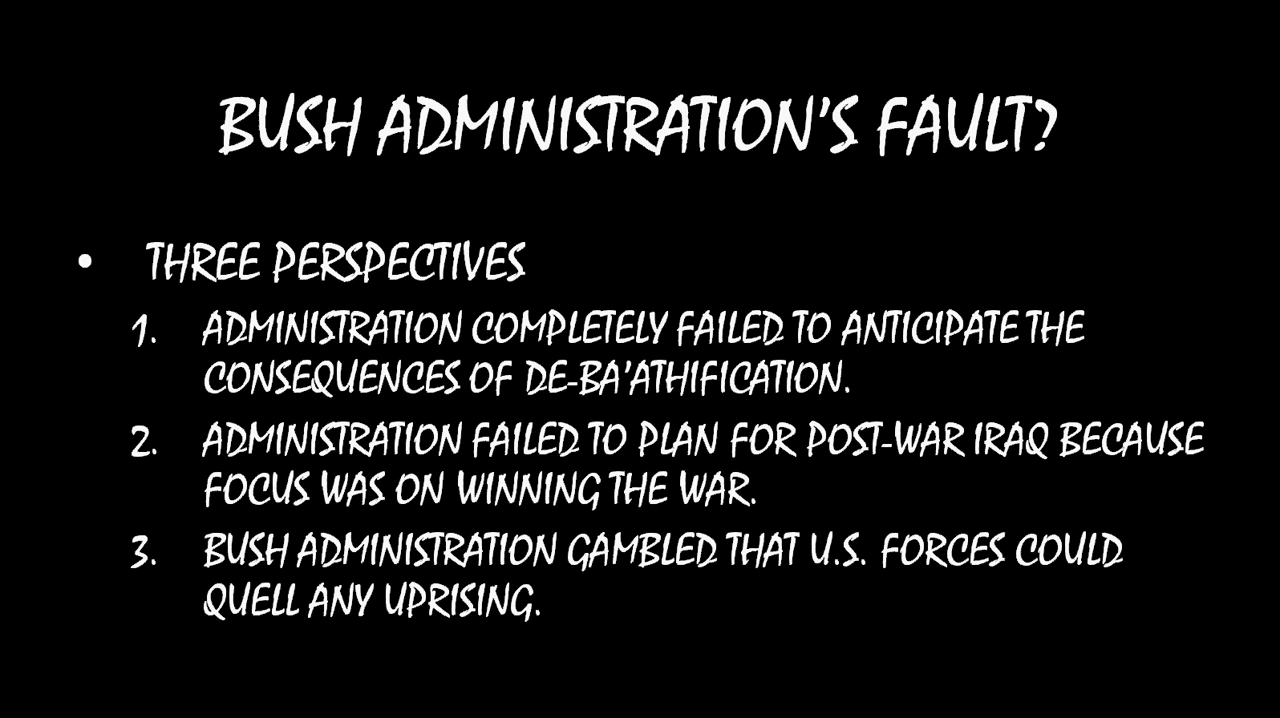 BUSH ADMINISTRATION'S FAULT?
• THREE PERSPECTIVES
1. ADMINISTRATION COMPLETELY FAILED TO ANTICIPATE THE
CONSEQUENCES OF DE-BA'ATHIFICATION.
2. ADMINISTRATION FAILED TO PLAN FOR POST-WAR IRAQ BECAUSE
FOCUS WAS ON WINNING THE WAR.
3. BUSH ADMINISTRATION GAMBLED THAT U.S. FORCES COULD
QUELL ANY UPRISING.